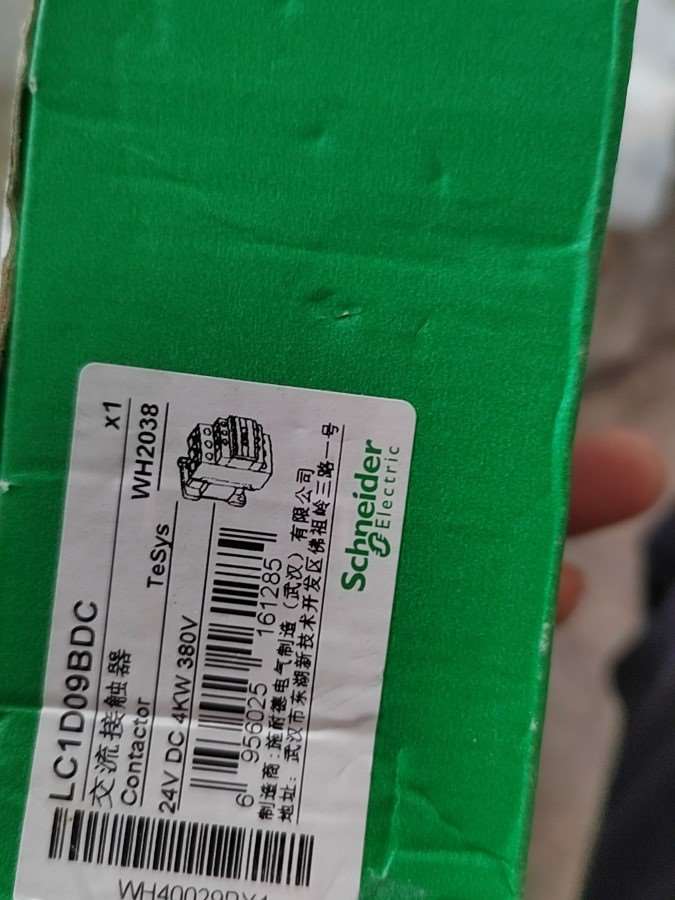 LC1D09BDC x1
交流接触器
Contactor TeSys WH2038
24V DC 4KW 380V
6 956025 161285
制造商：施耐德电气制造（武汉）有限公司
地址：武汉市东湖新技术开发区佛祖岭三路一号
Schneider
Electric